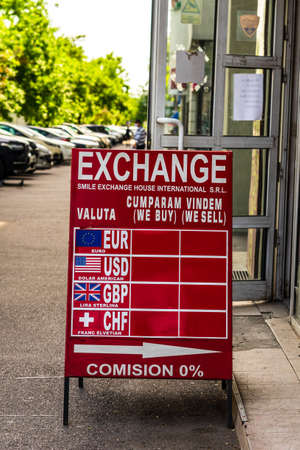 EXCHANGE
SMILE EXCHANGE HOUSE INTERNATIONAL S.R.L.
CUMPARAM VINDEM
VALUTA (WE BUY) (WE SELL)
EUR
EURO
USD
DOLAR AMERICAN
GBP
LIRA STERLINA
CHF
FRANC ELVETIAN
COMISION 0%